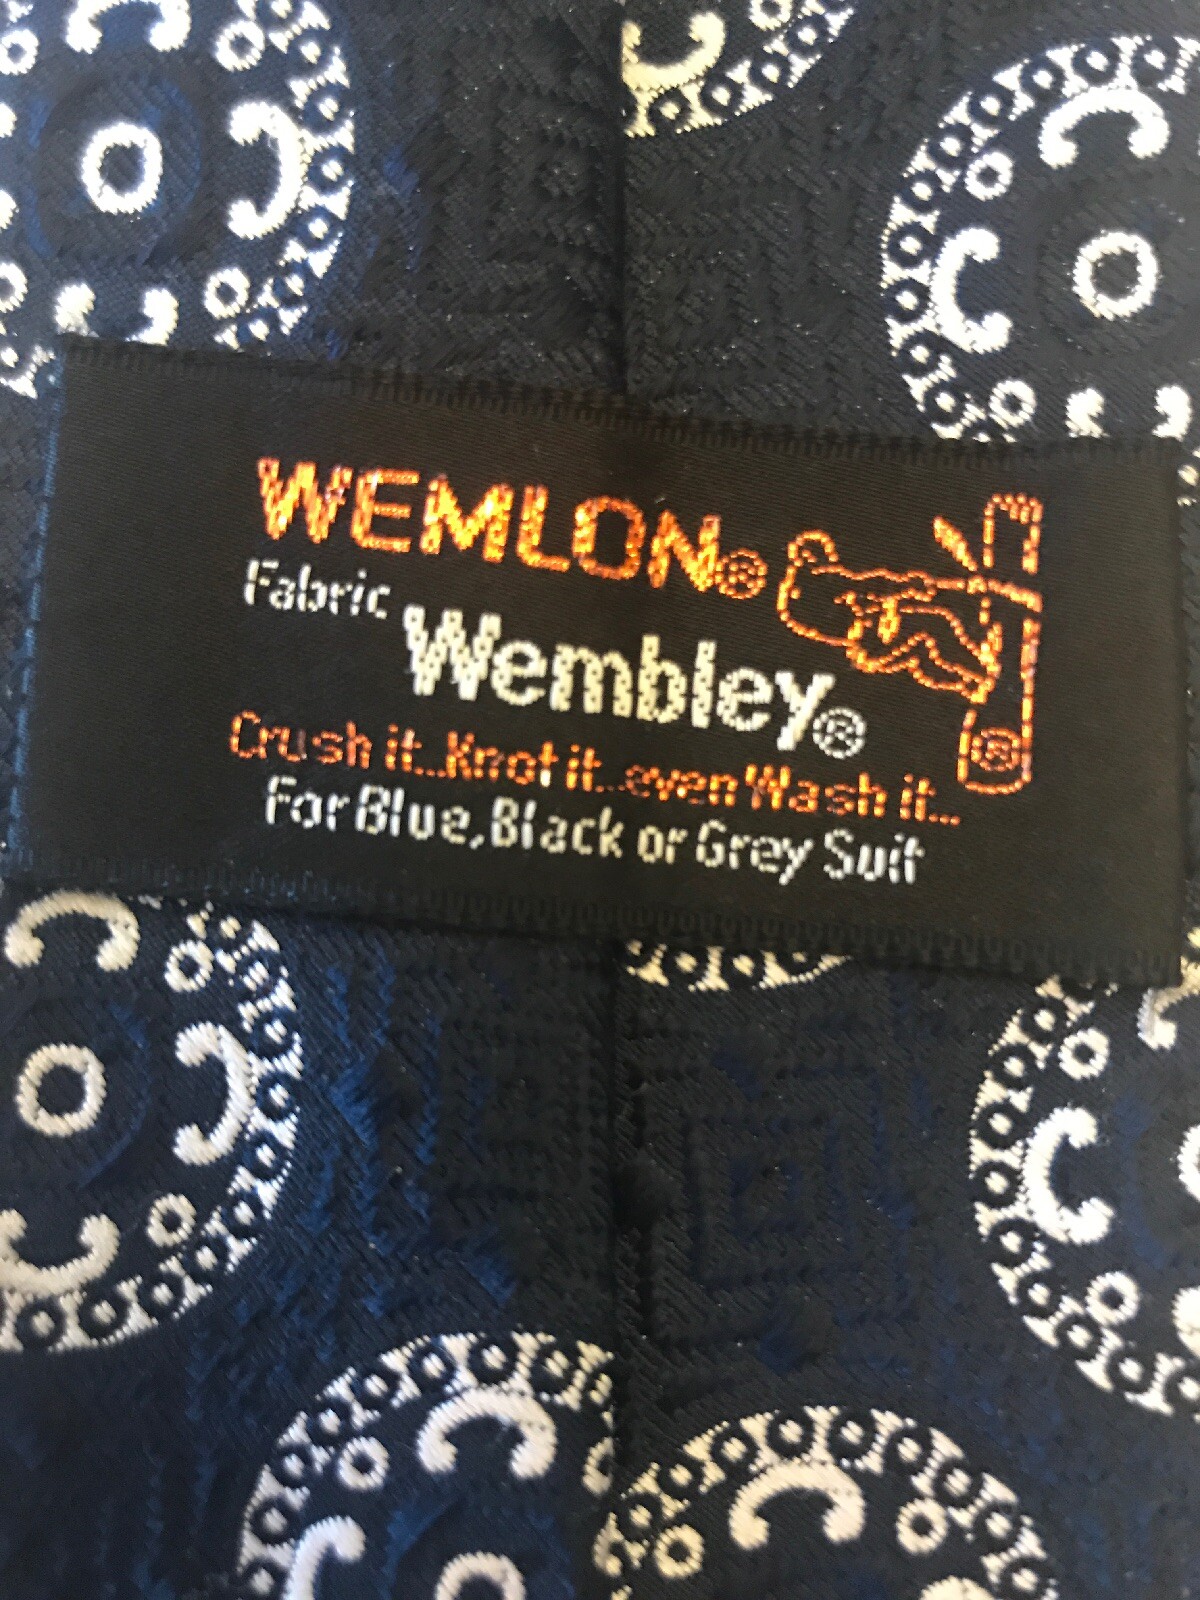 WEMLON®
Fabric Wembley®
Crush it...Knot it...even Wash it...
For Blue, Black or Grey Suit
®